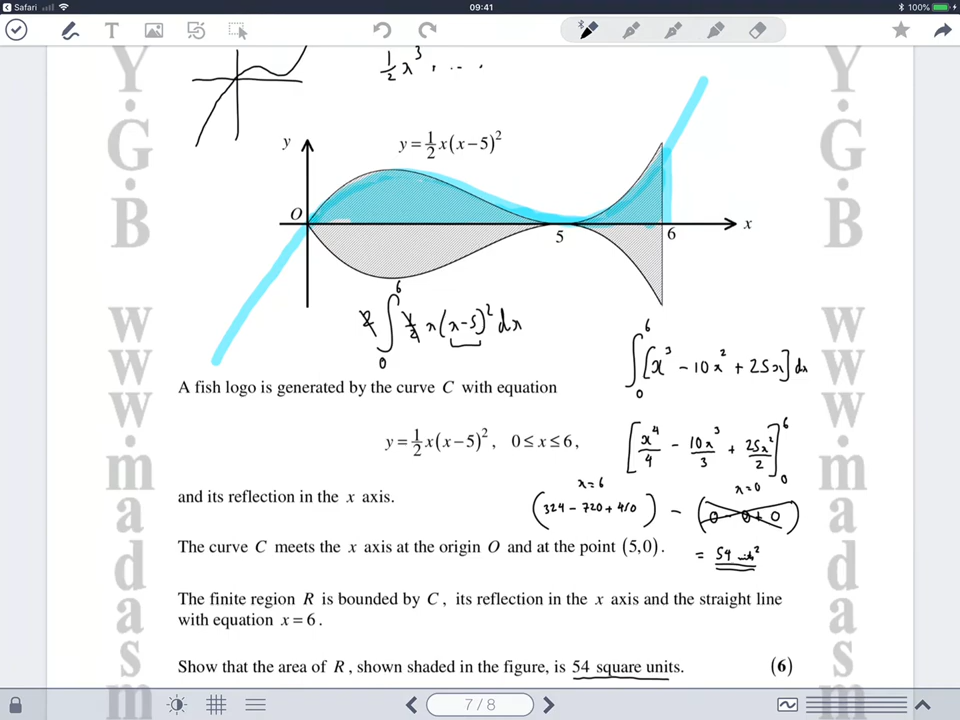 Safari 09:41 100%
½x³ . ... .
y = ½x(x−5)²
y
O
5
6
x
2 ∫₀⁶ ½ x(x−5)² dx
∫₀⁶ [x³ − 10x² + 25x] dx
A fish logo is generated by the curve C with equation
y = ½x(x−5)², 0 ≤ x ≤ 6,
[x⁴/4 − 10x³/3 + 25x²/2]₀⁶
and its reflection in the x axis.
x=6 x=0
(324 − 720 + 450) − (0 − 0 + 0)
The curve C meets the x axis at the origin O and at the point (5,0).
= 54 units²
The finite region R is bounded by C, its reflection in the x axis and the straight line
with equation x = 6.
Show that the area of R, shown shaded in the figure, is 54 square units. (6)
7 / 8
Y.G.B
www.madasm
Y.G.B
www.madasm